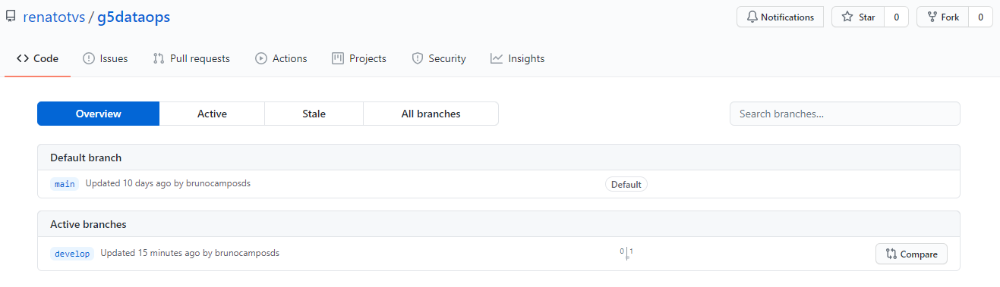 renatotvs / g5dataops
Notifications
Star 0
Fork 0
Code Issues Pull requests Actions Projects Security Insights
Overview Active Stale All branches
Search branches...
Default branch
main Updated 10 days ago by brunocamposds Default
Active branches
develop Updated 15 minutes ago by brunocamposds 0 1 Compare